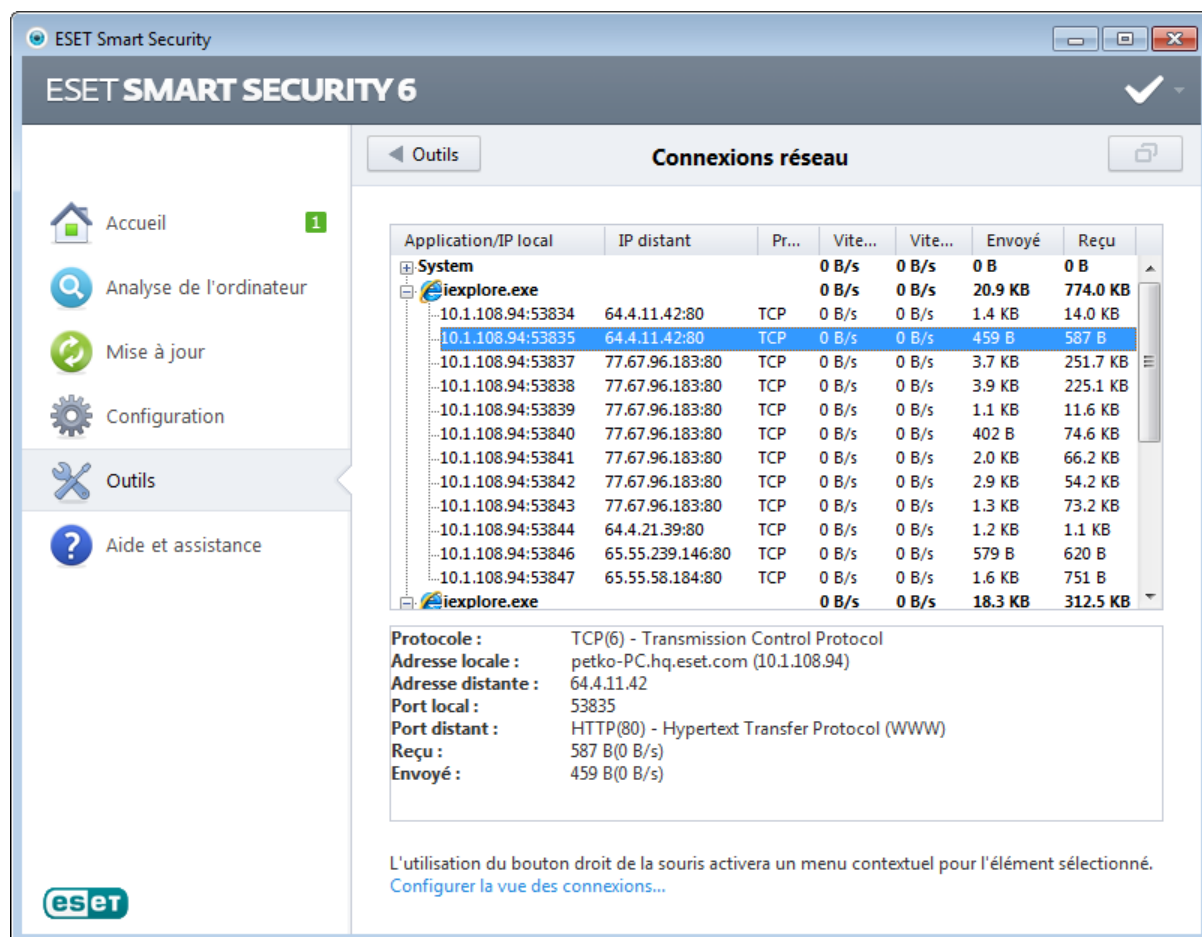 ESET Smart Security
ESET SMART SECURITY 6
Outils
Connexions réseau
Accueil 1
Analyse de l'ordinateur
Mise à jour
Configuration
Outils
Aide et assistance
Application/IP local IP distant Pr... Vite... Vite... Envoyé Reçu
System 0 B/s 0 B/s 0 B 0 B
iexplore.exe 0 B/s 0 B/s 20.9 KB 774.0 KB
10.1.108.94:53834 64.4.11.42:80 TCP 0 B/s 0 B/s 1.4 KB 14.0 KB
10.1.108.94:53835 64.4.11.42:80 TCP 0 B/s 0 B/s 459 B 587 B
10.1.108.94:53837 77.67.96.183:80 TCP 0 B/s 0 B/s 3.7 KB 251.7 KB
10.1.108.94:53838 77.67.96.183:80 TCP 0 B/s 0 B/s 3.9 KB 225.1 KB
10.1.108.94:53839 77.67.96.183:80 TCP 0 B/s 0 B/s 1.1 KB 11.6 KB
10.1.108.94:53840 77.67.96.183:80 TCP 0 B/s 0 B/s 402 B 74.6 KB
10.1.108.94:53841 77.67.96.183:80 TCP 0 B/s 0 B/s 2.0 KB 66.2 KB
10.1.108.94:53842 77.67.96.183:80 TCP 0 B/s 0 B/s 2.9 KB 54.2 KB
10.1.108.94:53843 77.67.96.183:80 TCP 0 B/s 0 B/s 1.3 KB 73.2 KB
10.1.108.94:53844 64.4.21.39:80 TCP 0 B/s 0 B/s 1.2 KB 1.1 KB
10.1.108.94:53846 65.55.239.146:80 TCP 0 B/s 0 B/s 579 B 620 B
10.1.108.94:53847 65.55.58.184:80 TCP 0 B/s 0 B/s 1.6 KB 751 B
iexplore.exe 0 B/s 0 B/s 18.3 KB 312.5 KB
Protocole : TCP(6) - Transmission Control Protocol
Adresse locale : petko-PC.hq.eset.com (10.1.108.94)
Adresse distante : 64.4.11.42
Port local : 53835
Port distant : HTTP(80) - Hypertext Transfer Protocol (WWW)
Reçu : 587 B(0 B/s)
Envoyé : 459 B(0 B/s)
L'utilisation du bouton droit de la souris activera un menu contextuel pour l'élément sélectionné.
Configurer la vue des connexions...
eset